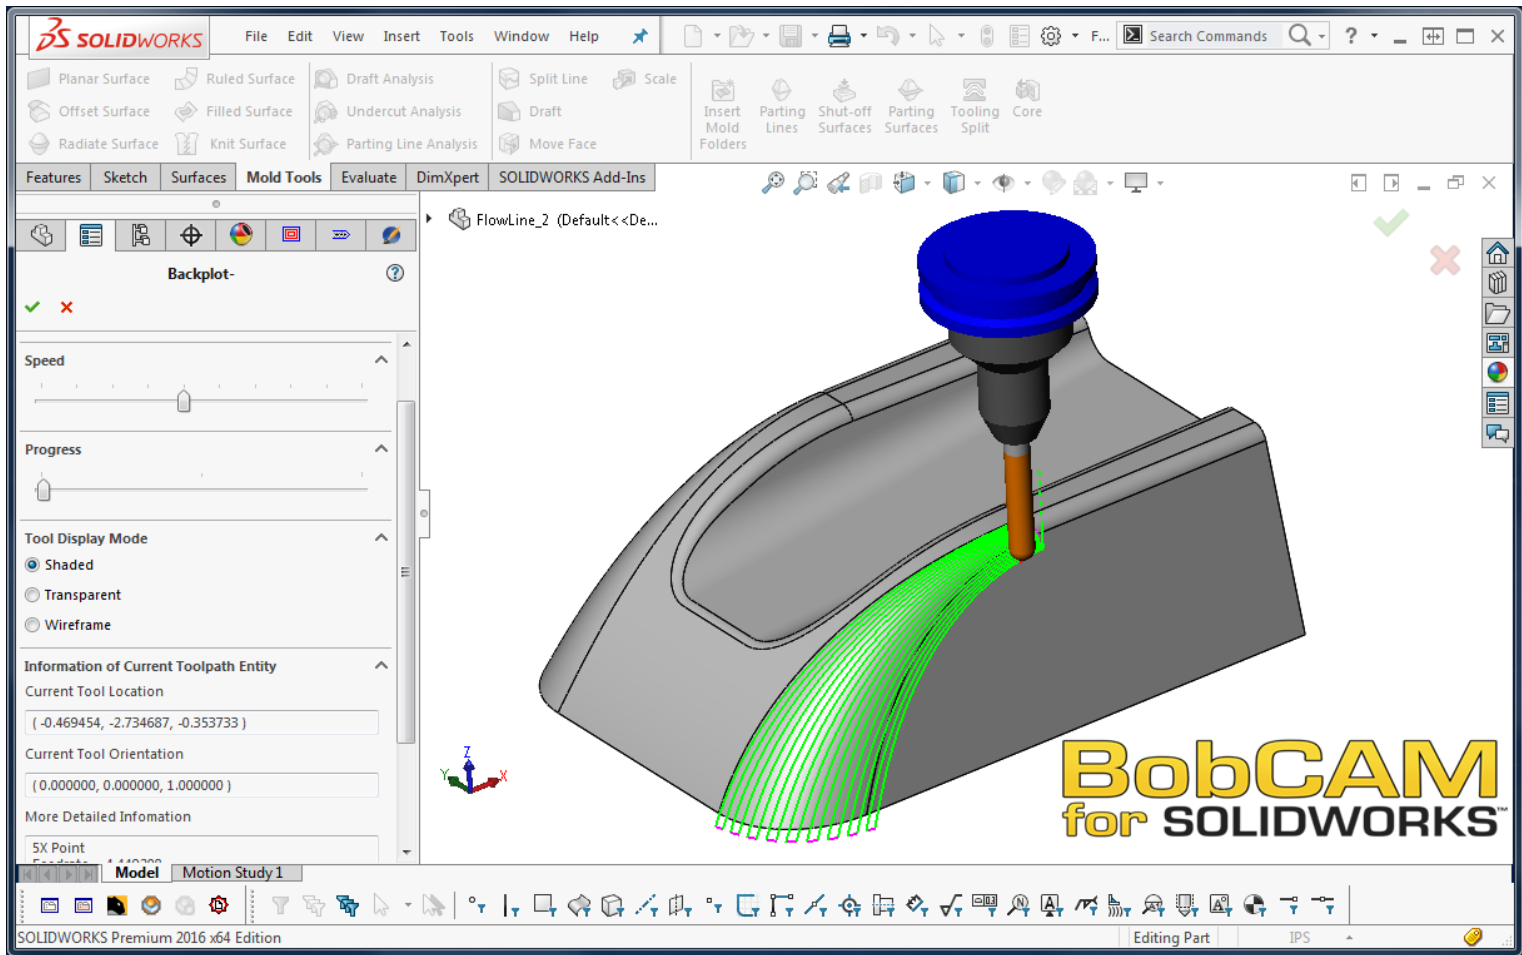 SOLIDWORKS File Edit View Insert Tools Window Help F... Search Commands ?
Planar Surface Ruled Surface Draft Analysis Split Line Scale
Offset Surface Filled Surface Undercut Analysis Draft
Radiate Surface Knit Surface Parting Line Analysis Move Face
Insert Mold Folders
Parting Lines
Shut-off Surfaces
Parting Surfaces
Tooling Split
Core
Features Sketch Surfaces Mold Tools Evaluate DimXpert SOLIDWORKS Add-Ins
FlowLine_2 (Default<<De...
Backplot-
Speed
Progress
Tool Display Mode
Shaded
Transparent
Wireframe
Information of Current Toolpath Entity
Current Tool Location
( -0.469454, -2.734687, -0.353733 )
Current Tool Orientation
( 0.000000, 0.000000, 1.000000 )
More Detailed Infomation
5X Point
Z
Y
X
BobCAM
for SOLIDWORKS™
Model Motion Study 1
SOLIDWORKS Premium 2016 x64 Edition
Editing Part
IPS